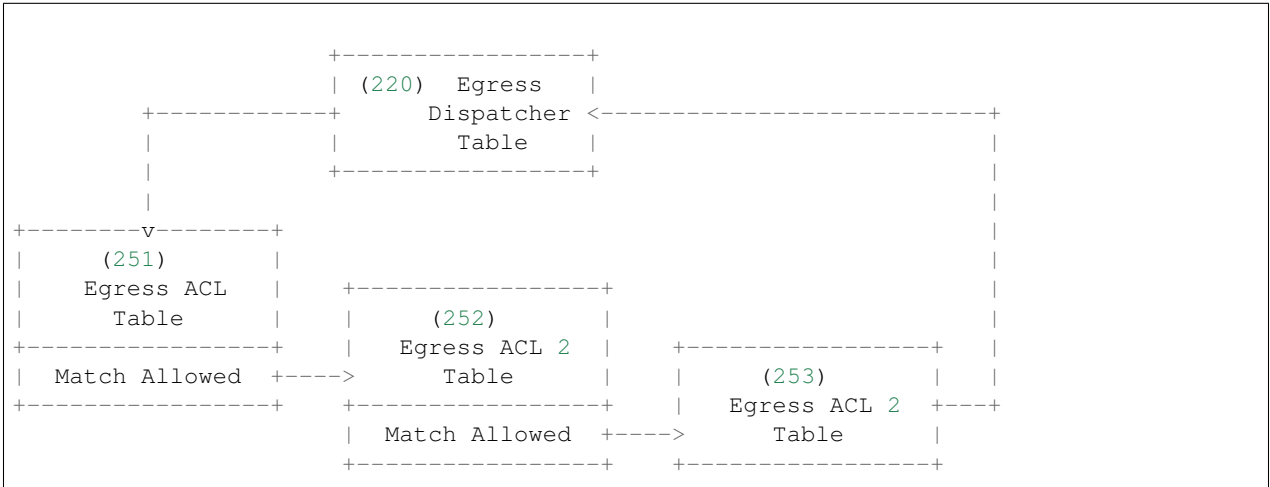 +-----------------+
| (220)  Egress   |
+------------+      Dispatcher <---------------------------+
|            |        Table    |                           |
|            +-----------------+                           |
|                                                          |
+--------v--------+                                                 |
|     (251)       |                                                 |
|    Egress ACL   |    +-----------------+                          |
|      Table      |    |     (252)       |                          |
+-----------------+    |   Egress ACL 2  |    +-----------------+   |
|  Match Allowed  +---->      Table      |    |     (253)       |   |
+-----------------+    +-----------------+    |   Egress ACL 2  +---+
|  Match Allowed  +---->      Table      |
+-----------------+    +-----------------+